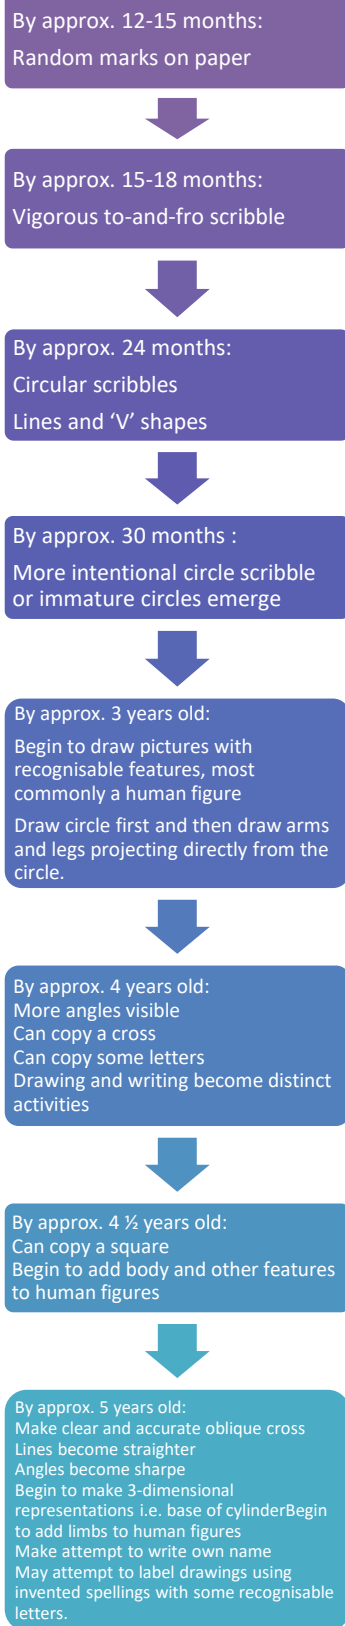 By approx. 12-15 months:
Random marks on paper
By approx. 15-18 months:
Vigorous to-and-fro scribble
By approx. 24 months:
Circular scribbles
Lines and ‘V’ shapes
By approx. 30 months :
More intentional circle scribble
or immature circles emerge
By approx. 3 years old:
Begin to draw pictures with
recognisable features, most
commonly a human figure
Draw circle first and then draw arms
and legs projecting directly from the
circle.
By approx. 4 years old:
More angles visible
Can copy a cross
Can copy some letters
Drawing and writing become distinct
activities
By approx. 4 ½ years old:
Can copy a square
Begin to add body and other features
to human figures
By approx. 5 years old:
Make clear and accurate oblique cross
Lines become straighter
Angles become sharpe
Begin to make 3-dimensional
representations i.e. base of cylinderBegin
to add limbs to human figures
Make attempt to write own name
May attempt to label drawings using
invented spellings with some recognisable
letters.